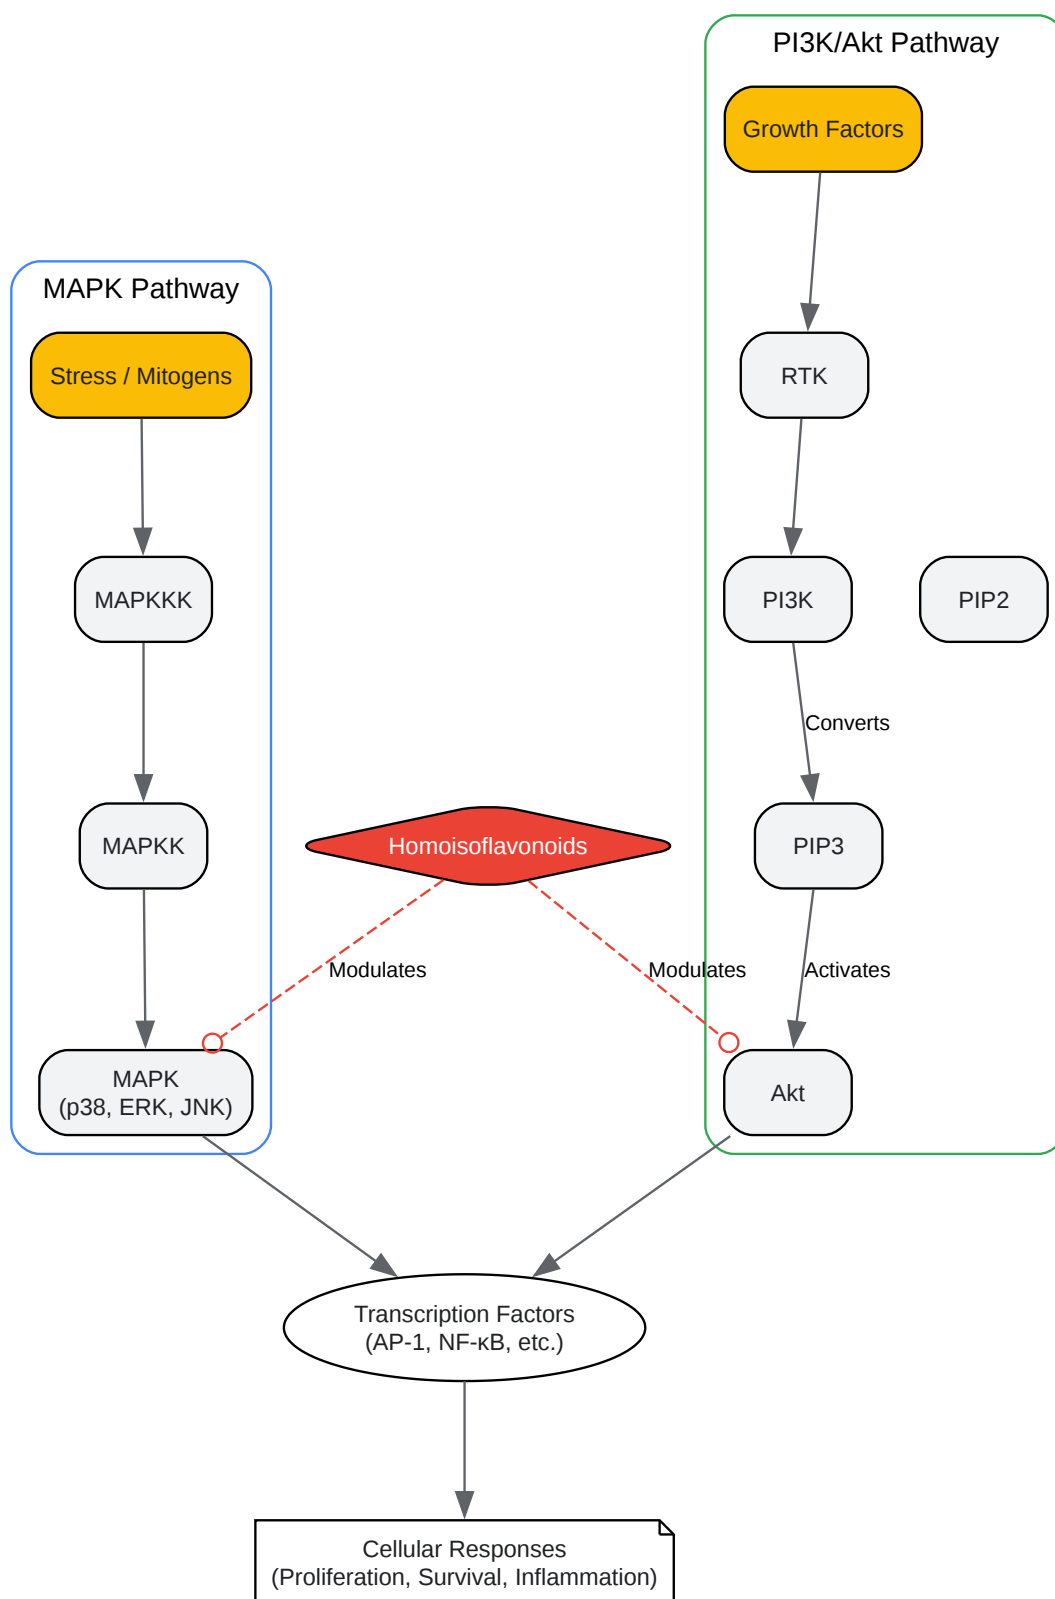 PI3K/Akt Pathway
Growth Factors
MAPK Pathway
Stress / Mitogens
RTK
MAPKKK
PI3K
PIP2
Converts
MAPKK
Homoisoflavonoids
PIP3
Modulates
Modulates
Activates
MAPK
(p38, ERK, JNK)
Akt
Transcription Factors
(AP-1, NF-κB, etc.)
Cellular Responses
(Proliferation, Survival, Inflammation)